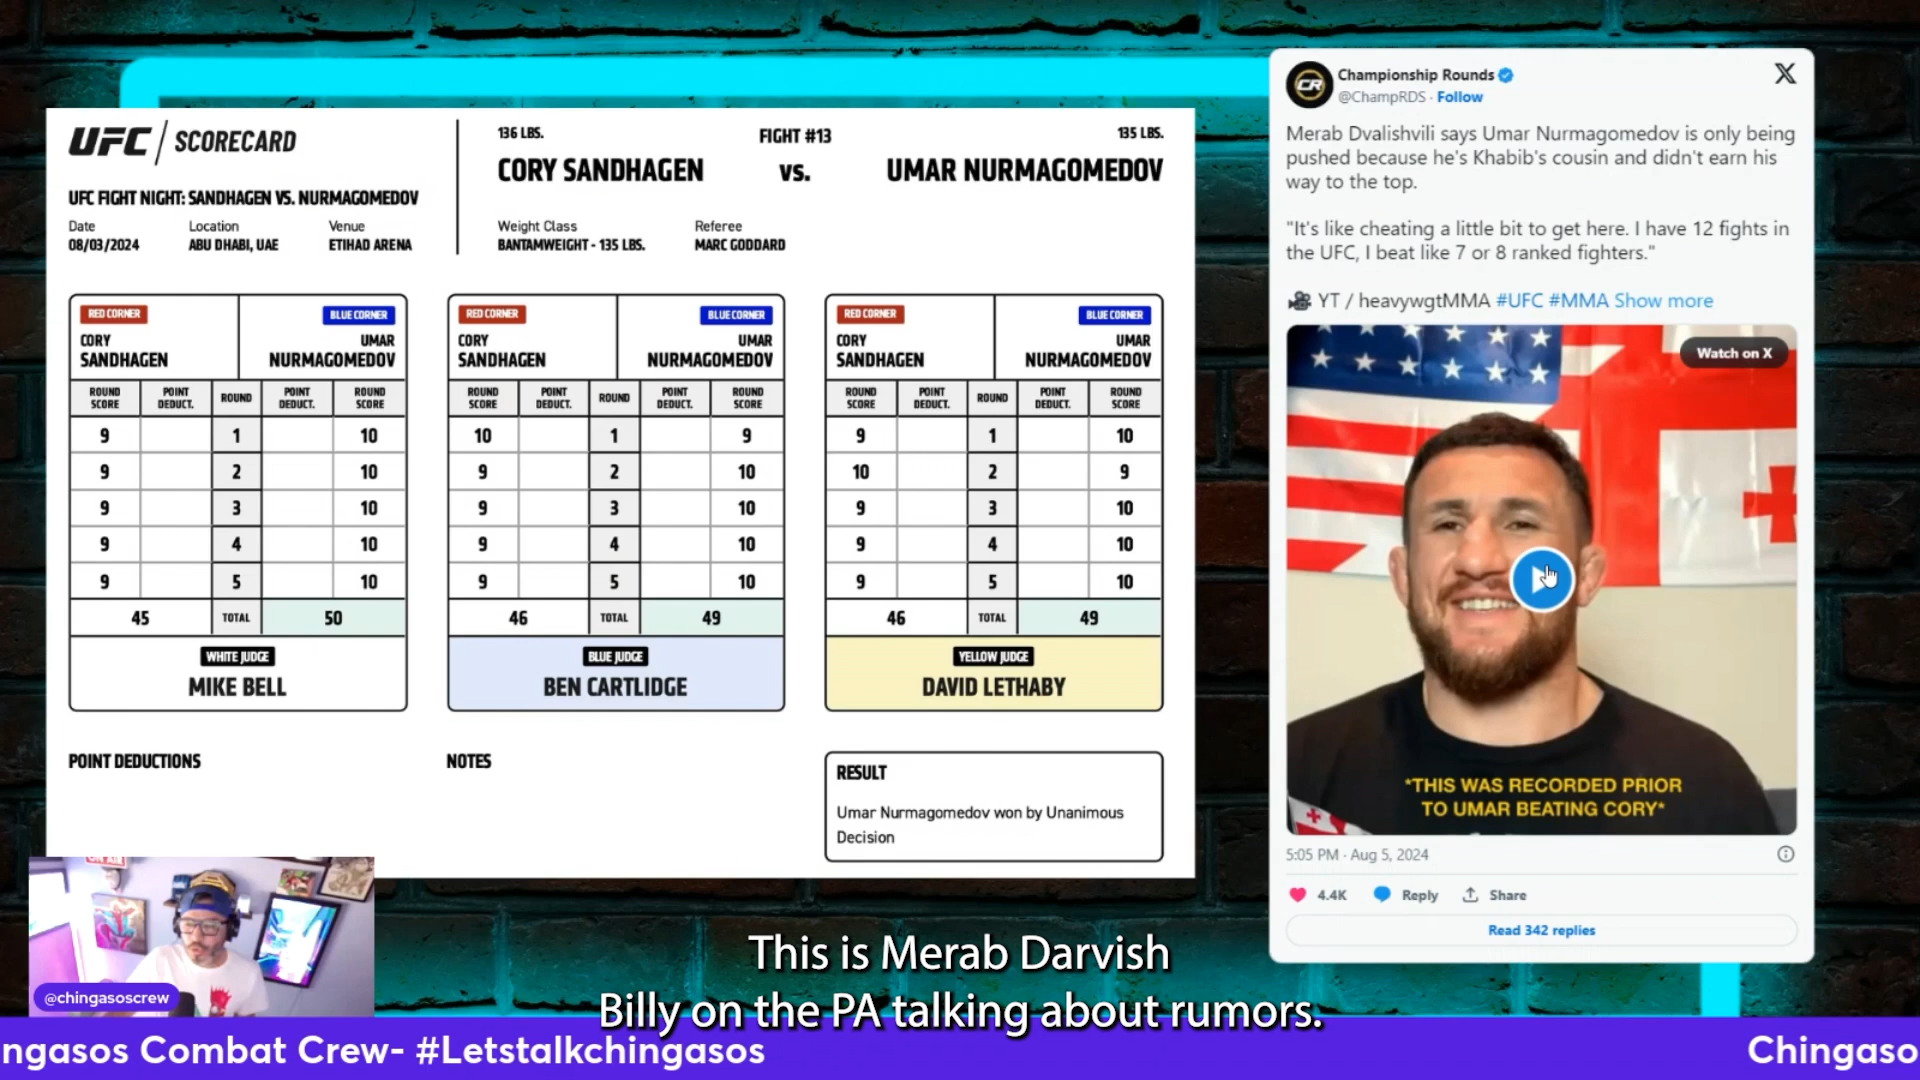 UFC / SCORECARD
UFC FIGHT NIGHT: SANDHAGEN VS. NURMAGOMEDOV
Date Location Venue
08/03/2024 ABU DHABI, UAE ETIHAD ARENA
136 LBS. FIGHT #13 135 LBS.
CORY SANDHAGEN VS. UMAR NURMAGOMEDOV
Weight Class Referee
BANTAMWEIGHT - 135 LBS. MARC GODDARD
RED CORNER BLUE CORNER
CORY UMAR
SANDHAGEN NURMAGOMEDOV
ROUND SCORE POINT DEDUCT. ROUND POINT DEDUCT. ROUND SCORE
9 1 10
9 2 10
9 3 10
9 4 10
9 5 10
45 TOTAL 50
WHITE JUDGE
MIKE BELL
RED CORNER BLUE CORNER
CORY UMAR
SANDHAGEN NURMAGOMEDOV
ROUND SCORE POINT DEDUCT. ROUND POINT DEDUCT. ROUND SCORE
10 1 9
9 2 10
9 3 10
9 4 10
9 5 10
46 TOTAL 49
BLUE JUDGE
BEN CARTLIDGE
RED CORNER BLUE CORNER
CORY UMAR
SANDHAGEN NURMAGOMEDOV
ROUND SCORE POINT DEDUCT. ROUND POINT DEDUCT. ROUND SCORE
9 1 10
10 2 9
9 3 10
9 4 10
9 5 10
46 TOTAL 49
YELLOW JUDGE
DAVID LETHABY
POINT DEDUCTIONS
NOTES
RESULT
Umar Nurmagomedov won by Unanimous
Decision
CR
Championship Rounds
@ChampRDS · Follow
Merab Dvalishvili says Umar Nurmagomedov is only being
pushed because he's Khabib's cousin and didn't earn his
way to the top.
"It's like cheating a little bit to get here. I have 12 fights in
the UFC, I beat like 7 or 8 ranked fighters."
YT / heavywgtMMA #UFC #MMA Show more
Watch on X
*THIS WAS RECORDED PRIOR
TO UMAR BEATING CORY*
5:05 PM · Aug 5, 2024
4.4K Reply Share
Read 342 replies
ON AIR
@chingasoscrew
This is Merab Darvish
Billy on the PA talking about rumors.
ngasos Combat Crew- #Letstalkchingasos
Chingaso